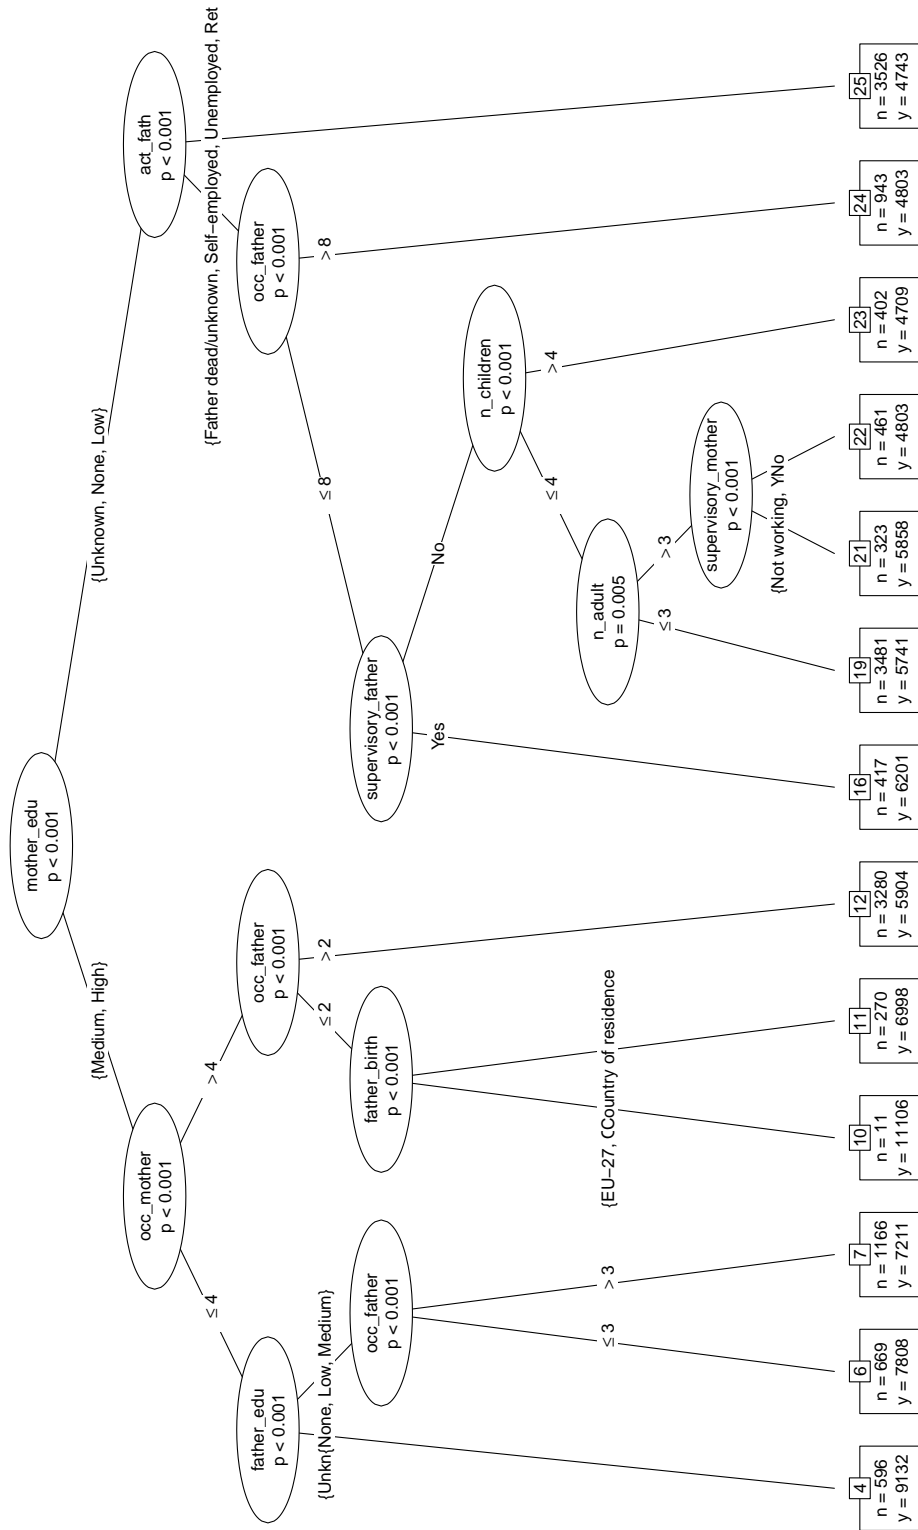 mother_edu
p < 0.001
{Medium, High}
{Unknown, None, Low}
occ_mother
p < 0.001
≤ 4
> 4
act_fath
p < 0.001
{Father dead/unknown, Self−employed, Unemployed, Ret
father_edu
p < 0.001
{Unkn{None, Low, Medium}
occ_father
p < 0.001
≤ 2
> 2
occ_father
p < 0.001
≤ 8
> 8
occ_father
p < 0.001
≤ 3
> 3
father_birth
p < 0.001
{EU−27, CCountry of residence
supervisory_father
p < 0.001
Yes
No
n_children
p < 0.001
≤ 4
> 4
n_adult
p = 0.005
≤ 3
> 3
supervisory_mother
p < 0.001
{Not working, YNo
4
n = 596
y = 9132
6
n = 669
y = 7808
7
n = 1166
y = 7211
10
n = 11
y = 11106
11
n = 270
y = 6998
12
n = 3280
y = 5904
16
n = 417
y = 6201
19
n = 3481
y = 5741
21
n = 323
y = 5858
22
n = 461
y = 4803
23
n = 402
y = 4709
24
n = 943
y = 4803
25
n = 3526
y = 4743